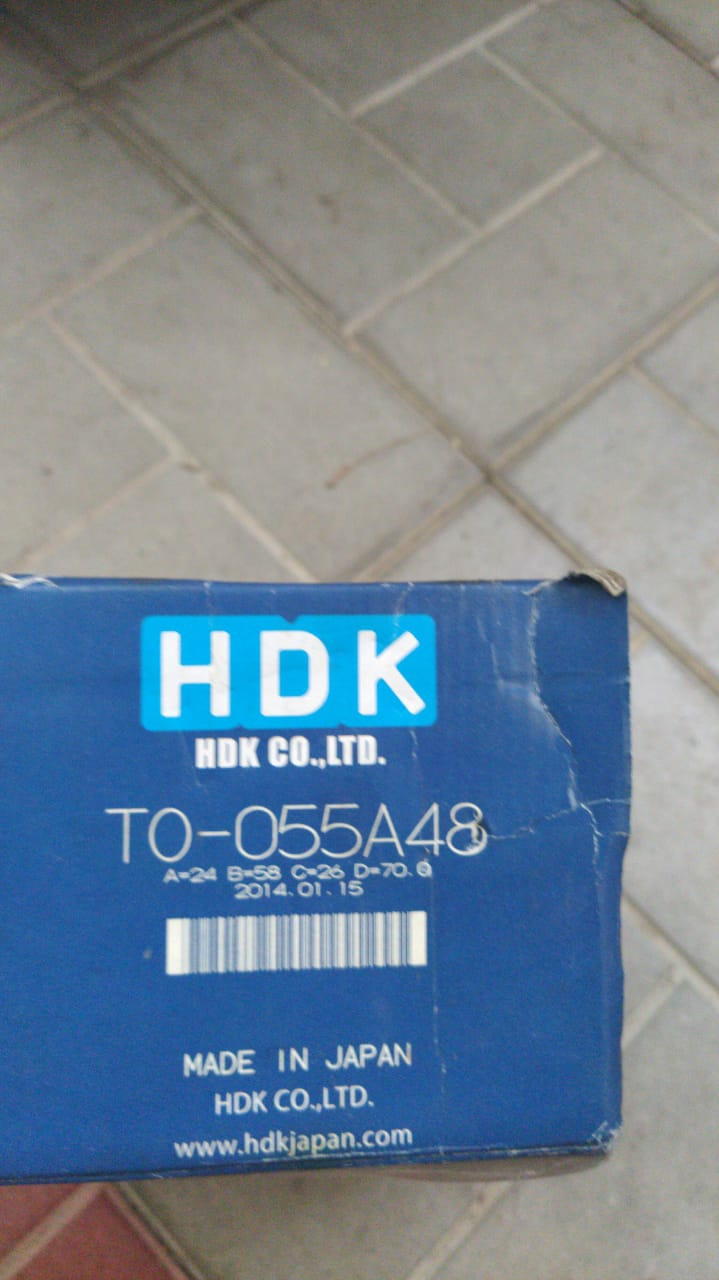 HDK
HDK CO.,LTD.
TO-055A48
A=24 B=58 C=26 D=70.0
2014.01.15
MADE IN JAPAN
HDK CO.,LTD.
www.hdkjapan.com